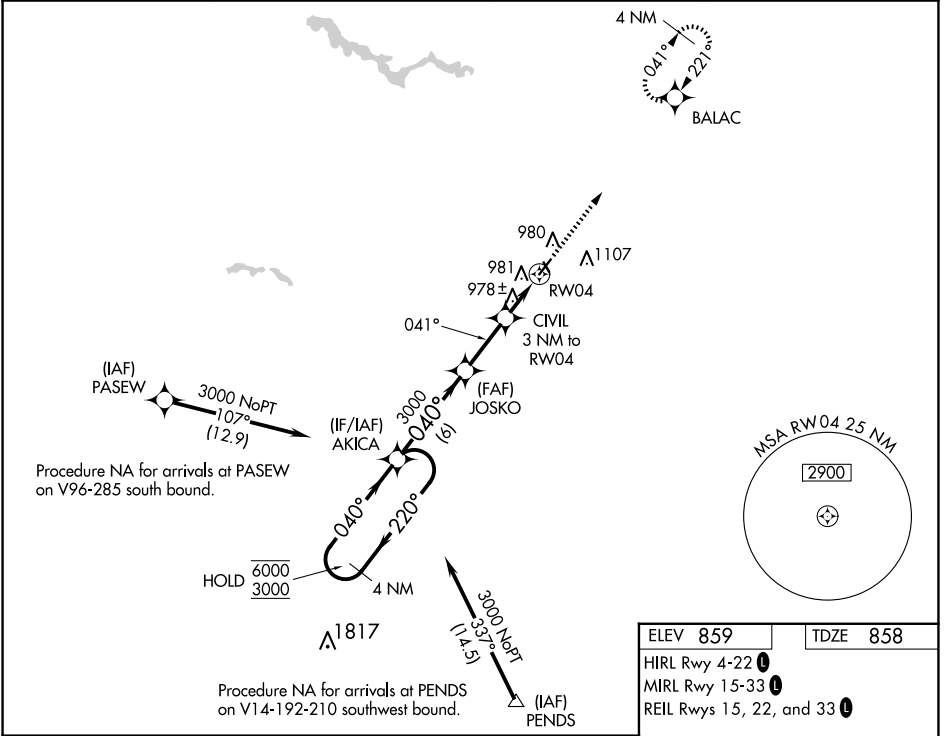 4 NM
041°
221°
BALAC
980
1107
981
RW04
978±
CIVIL
3 NM to
RW04
041°
(FAF)
JOSKO
(IAF)
PASEW
3000 NoPT
107°
(12.9)
(IF/IAF)
AKICA
3000
040°
(6)
MSA RW04 25 NM
2900
Procedure NA for arrivals at PASEW
on V96-285 south bound.
040°
220°
HOLD
6000
3000
4 NM
1817
3000 NoPT
337°
(14.5)
Procedure NA for arrivals at PENDS
on V14-192-210 southwest bound.
(IAF)
PENDS
ELEV 859
TDZE 858
HIRL Rwy 4-22 L
MIRL Rwy 15-33 L
REIL Rwys 15, 22, and 33 L